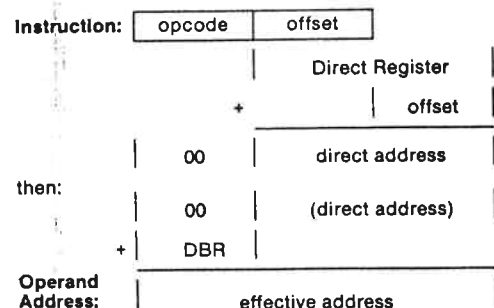 Instruction: opcode offset
Direct Register
+ offset
00 direct address
then:
00 (direct address)
+ DBR
Operand
Address: effective address